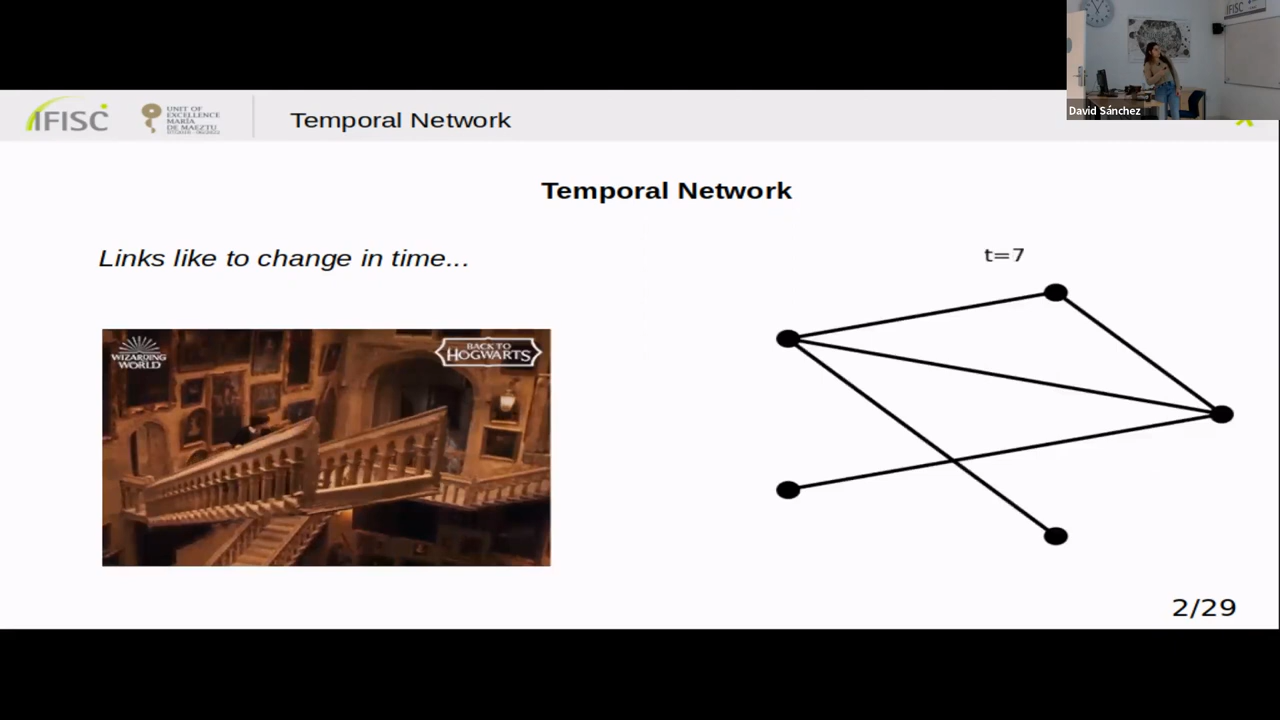 IFISC
UNIT OF
EXCELLENCE
MARÍA
DE MAEZTU
Temporal Network
IFISC
David Sánchez
Temporal Network
Links like to change in time...
t=7
WIZARDING
WORLD
BACK TO
HOGWARTS
2/29